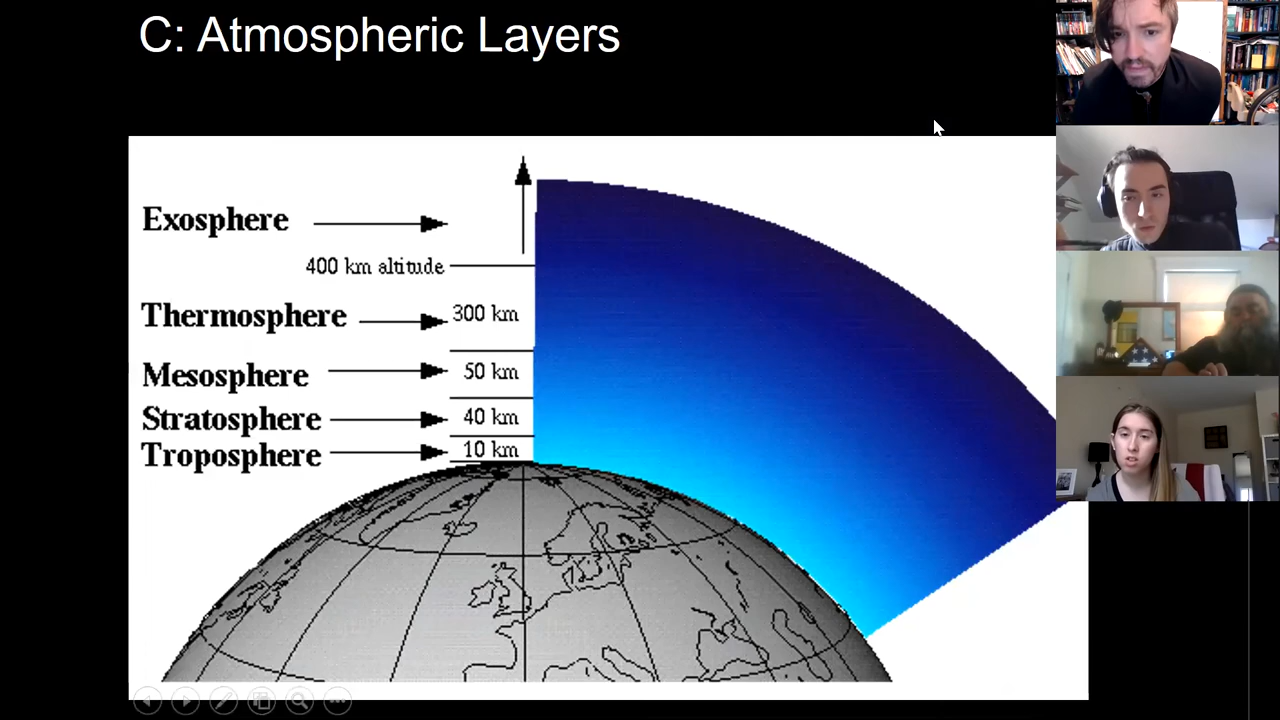 C: Atmospheric Layers
Exosphere
400 km altitude
Thermosphere
300 km
Mesosphere
50 km
Stratosphere
40 km
Troposphere
10 km